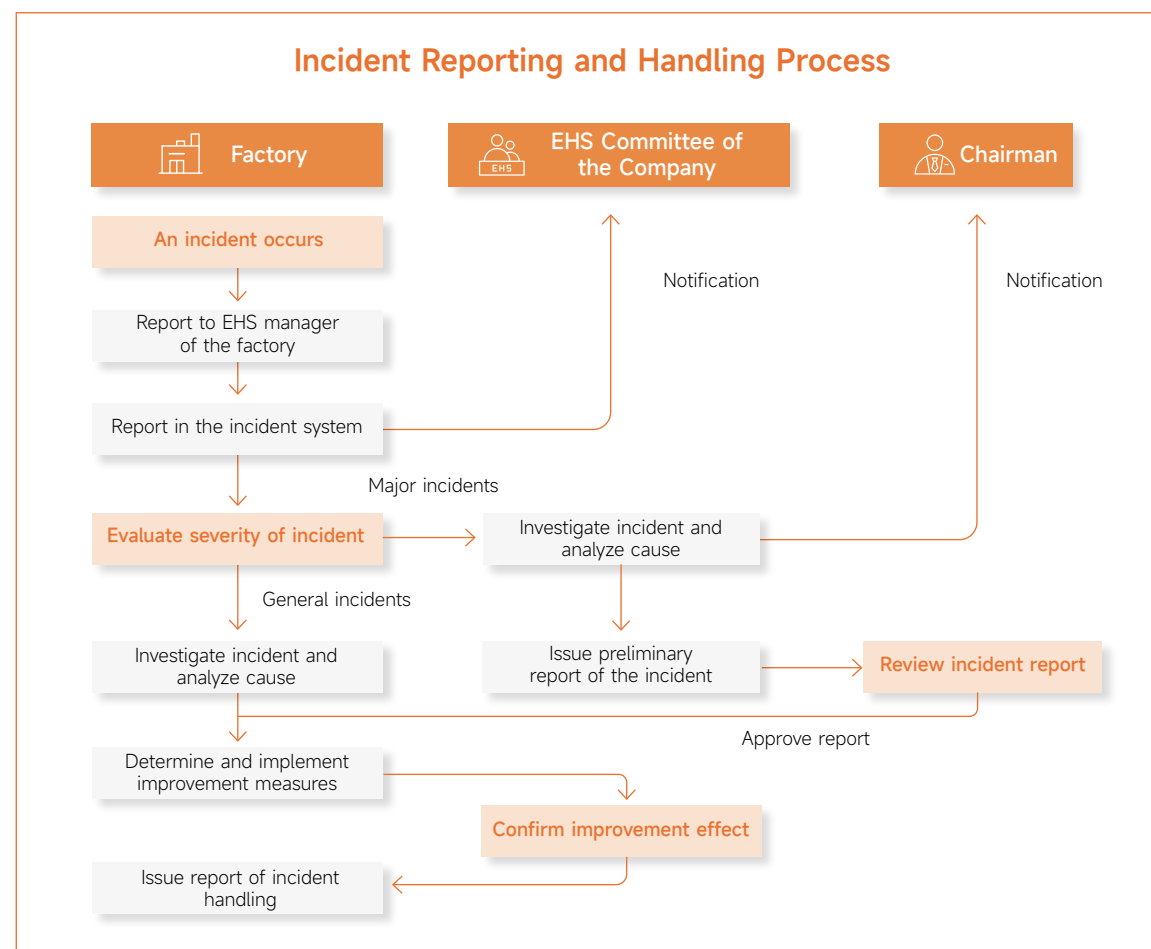 Incident Reporting and Handling Process
Factory
EHS
EHS Committee of
the Company
Chairman
An incident occurs
Notification
Notification
Report to EHS manager
of the factory
Report in the incident system
Major incidents
Evaluate severity of incident
Investigate incident and
analyze cause
General incidents
Investigate incident and
analyze cause
Issue preliminary
report of the incident
Review incident report
Approve report
Determine and implement
improvement measures
Confirm improvement effect
Issue report of incident
handling